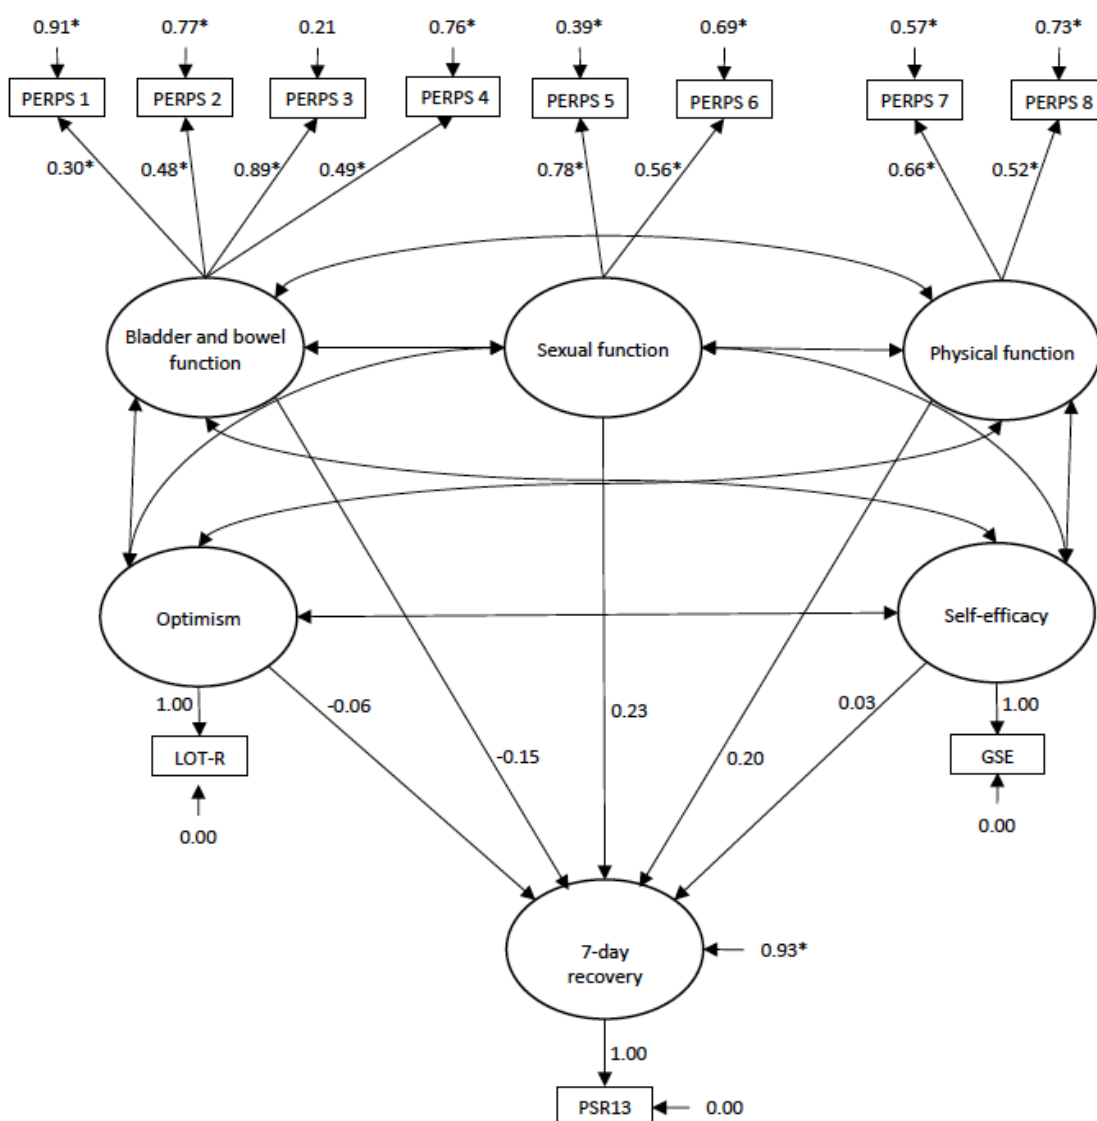 0.91* 0.77* 0.21 0.76* 0.39* 0.69* 0.57* 0.73*
PERPS 1 PERPS 2 PERPS 3 PERPS 4 PERPS 5 PERPS 6 PERPS 7 PERPS 8
0.30* 0.48* 0.89* 0.49* 0.78* 0.56* 0.66* 0.52*
Bladder and bowel
function
Sexual function
Physical function
Optimism
Self-efficacy
1.00 -0.06 0.23 0.03 1.00
LOT-R -0.15 0.20 GSE
0.00 0.00
7-day
recovery
0.93*
1.00
PSR13 0.00